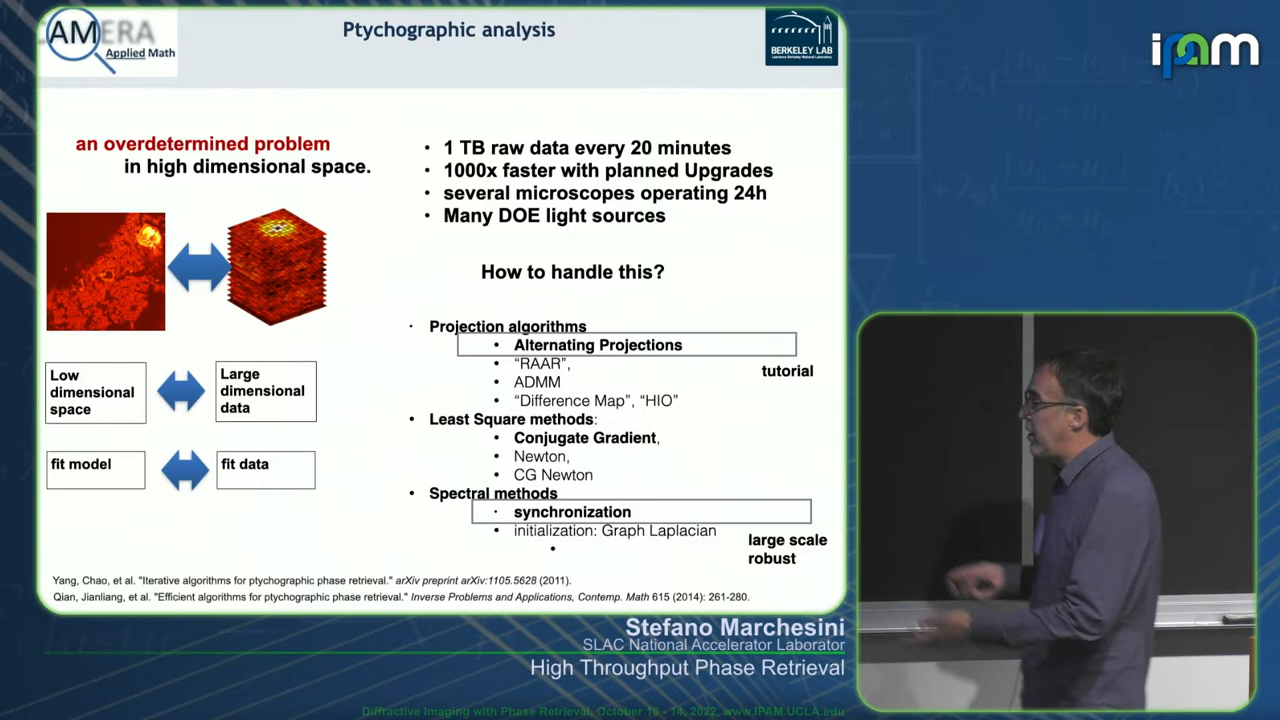 AMERA
Applied Math
Ptychographic analysis
BERKELEY LAB
Lawrence Berkeley National Laboratory
ipam
an overdetermined problem
in high dimensional space.
• 1 TB raw data every 20 minutes
• 1000x faster with planned Upgrades
• several microscopes operating 24h
• Many DOE light sources
How to handle this?
Low
dimensional
space
Large
dimensional
data
fit model
fit data
· Projection algorithms
• Alternating Projections
• “RAAR”,
tutorial
• ADMM
• “Difference Map”, “HIO”
• Least Square methods:
• Conjugate Gradient,
• Newton,
• CG Newton
• Spectral methods
· synchronization
• initialization: Graph Laplacian
•
large scale
robust
Yang, Chao, et al. "Iterative algorithms for ptychographic phase retrieval." arXiv preprint arXiv:1105.5628 (2011).
Qian, Jianliang, et al. "Efficient algorithms for ptychographic phase retrieval." Inverse Problems and Applications, Contemp. Math 615 (2014): 261-280.
Stefano Marchesini
SLAC National Accelerator Laborator
High Throughput Phase Retrieval
Diffractive Imaging with Phase Retrieval, October 10 - 14, 2022, www.IPAM.UCLA.edu